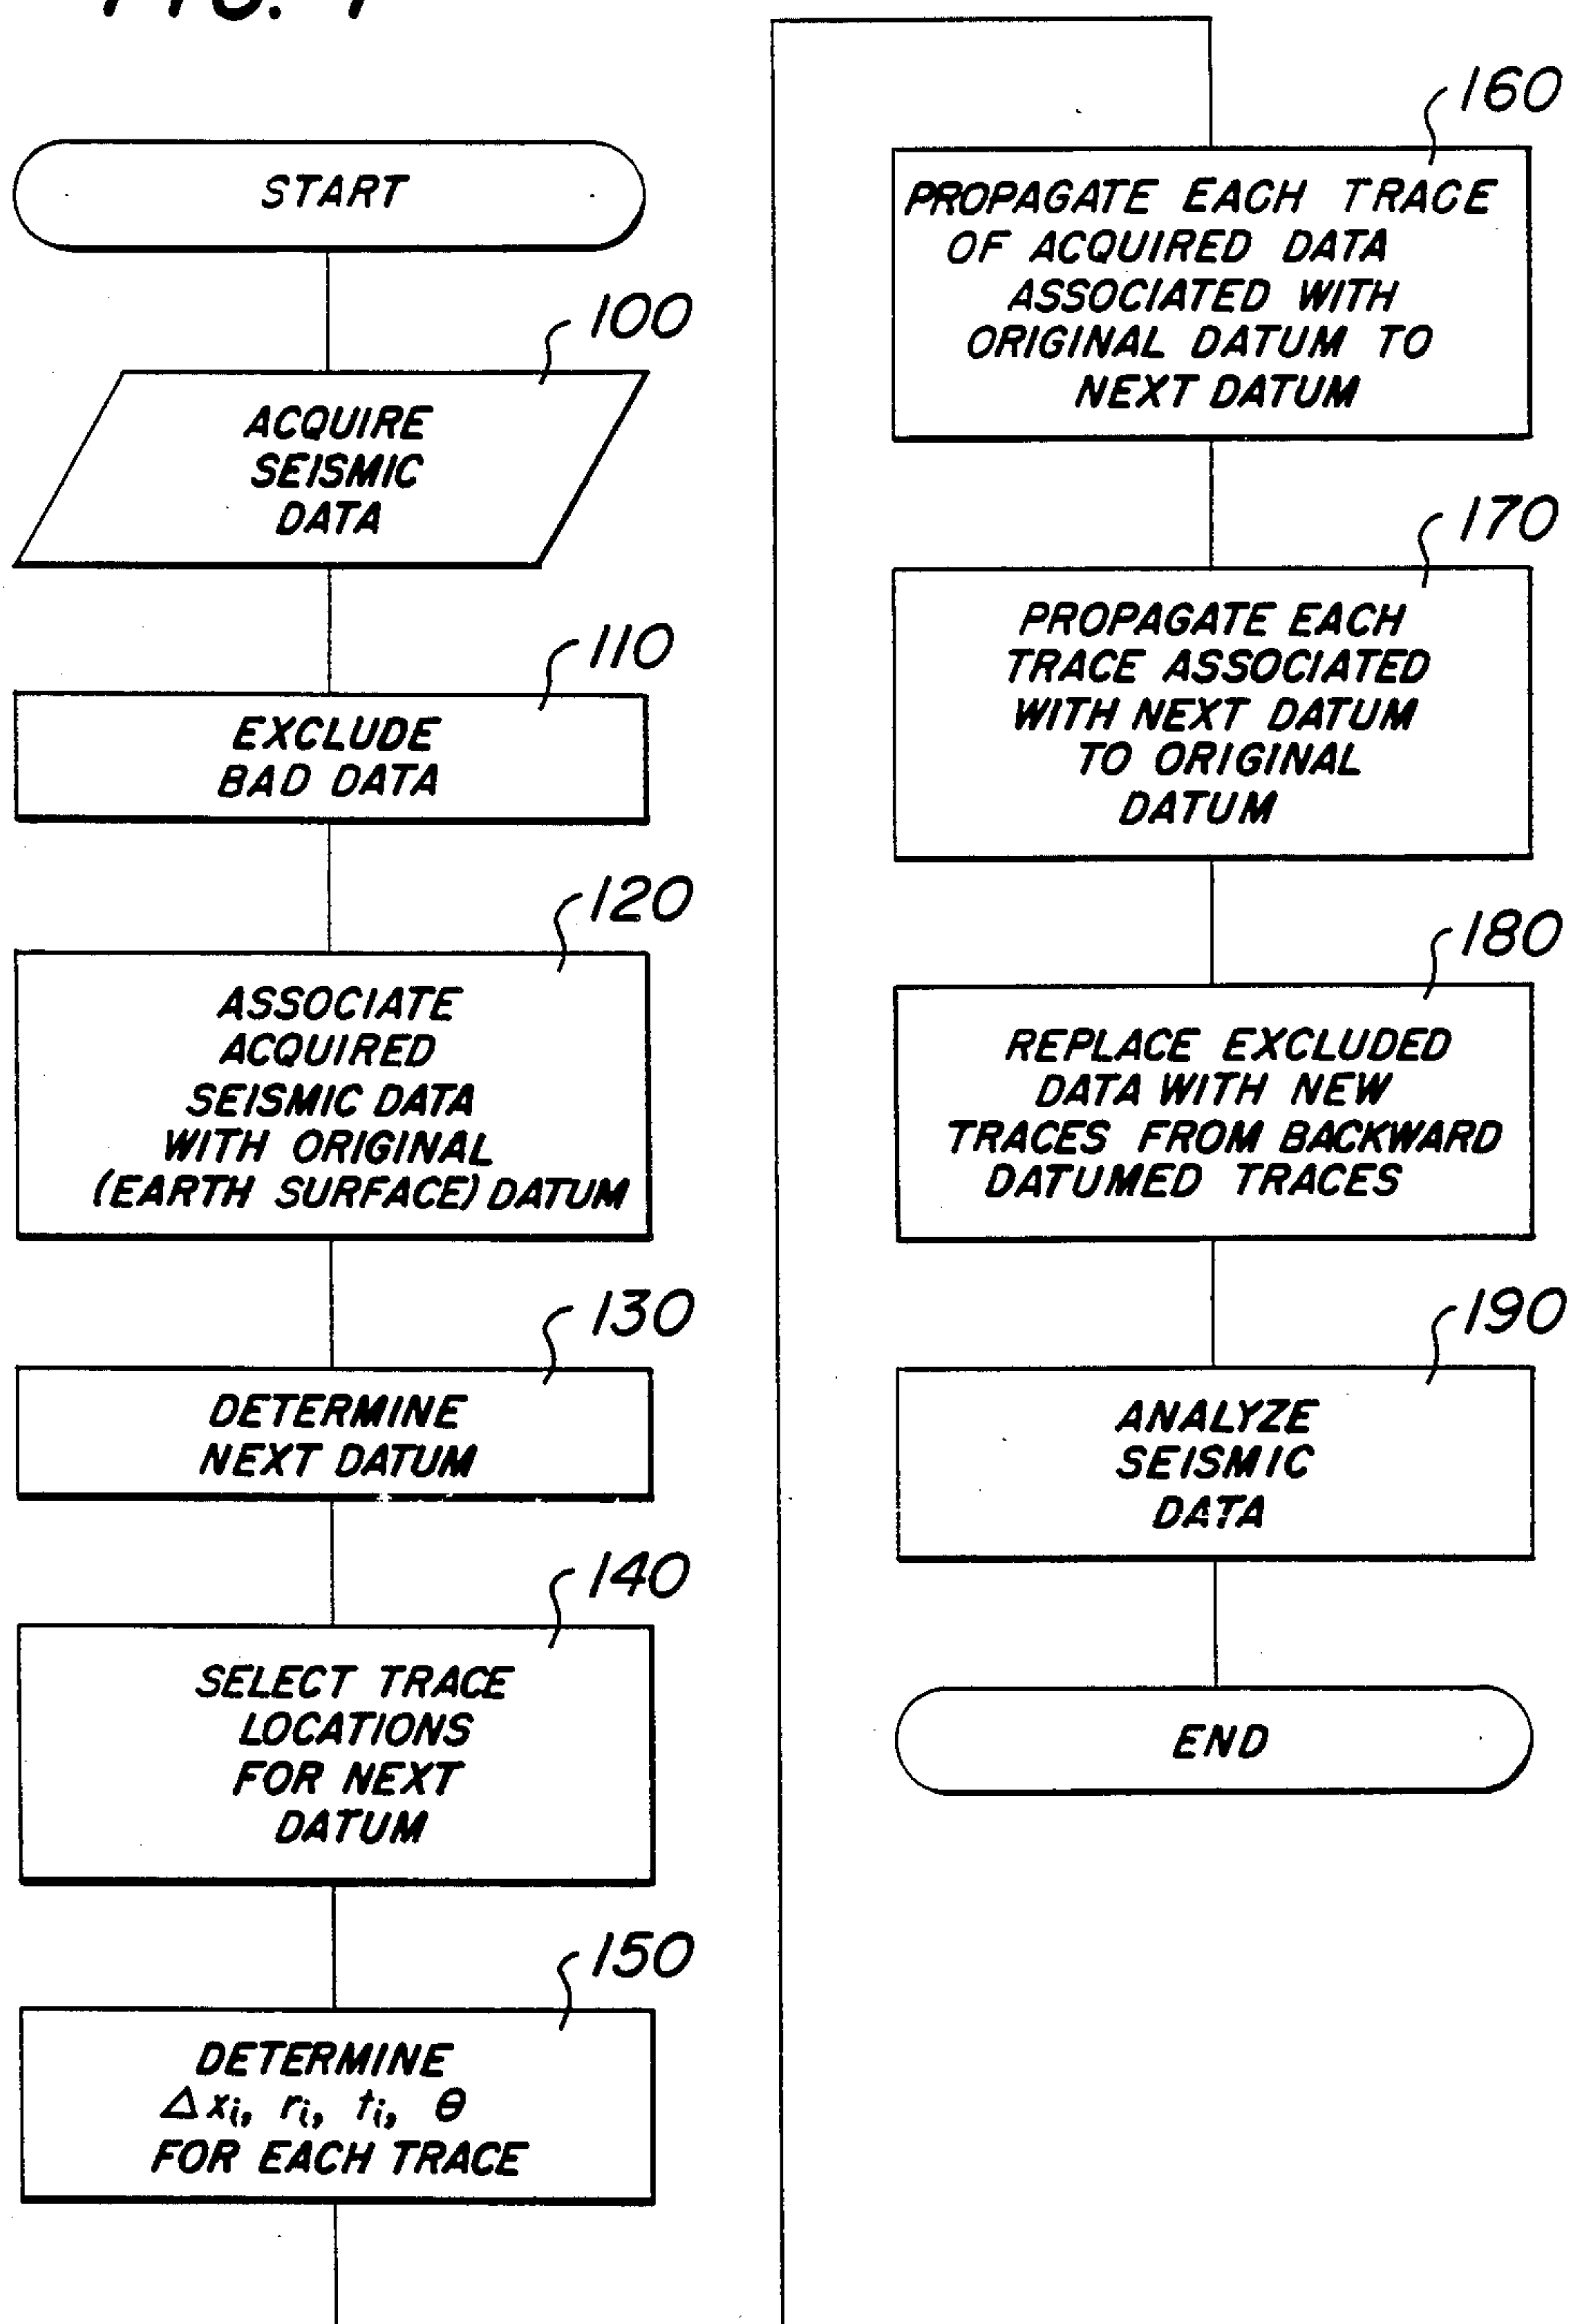 START
100
ACQUIRE
SEISMIC
DATA
110
EXCLUDE
BAD DATA
120
ASSOCIATE
ACQUIRED
SEISMIC DATA
WITH ORIGINAL
(EARTH SURFACE) DATUM
130
DETERMINE
NEXT DATUM
140
SELECT TRACE
LOCATIONS
FOR NEXT
DATUM
150
DETERMINE
Δxi, ri, ti, θ
FOR EACH TRACE
160
PROPAGATE EACH TRACE
OF ACQUIRED DATA
ASSOCIATED WITH
ORIGINAL DATUM TO
NEXT DATUM
170
PROPAGATE EACH
TRACE ASSOCIATED
WITH NEXT DATUM
TO ORIGINAL
DATUM
180
REPLACE EXCLUDED
DATA WITH NEW
TRACES FROM BACKWARD
DATUMED TRACES
190
ANALYZE
SEISMIC
DATA
END